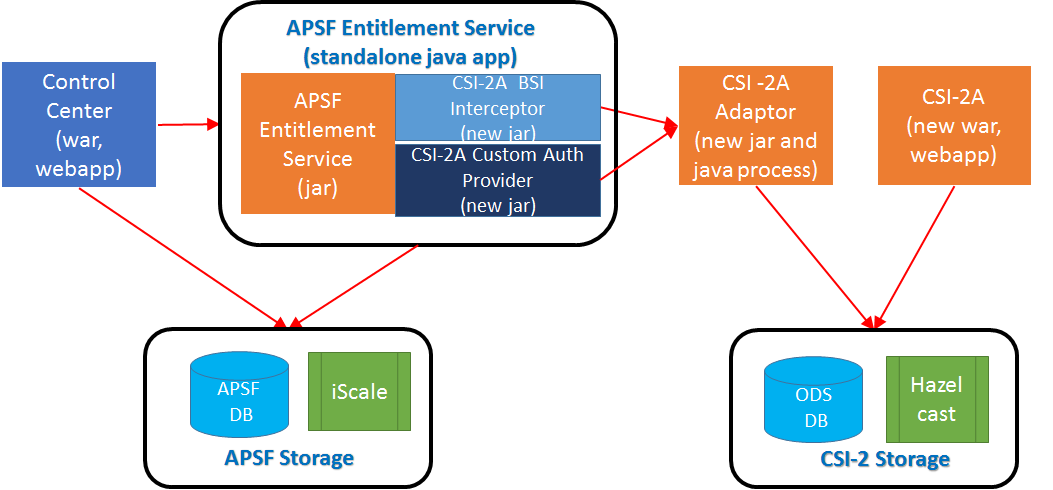 APSF Entitlement Service
(standalone java app)
Control
Center
(war,
webapp)
APSF
Entitlement
Service
(jar)
CSI-2A BSI
Interceptor
(new jar)
CSI-2A Custom Auth
Provider
(new jar)
CSI -2A
Adaptor
(new jar and
java process)
CSI-2A
(new war,
webapp)
APSF
DB
iScale
APSF Storage
ODS
DB
Hazel
cast
CSI-2 Storage